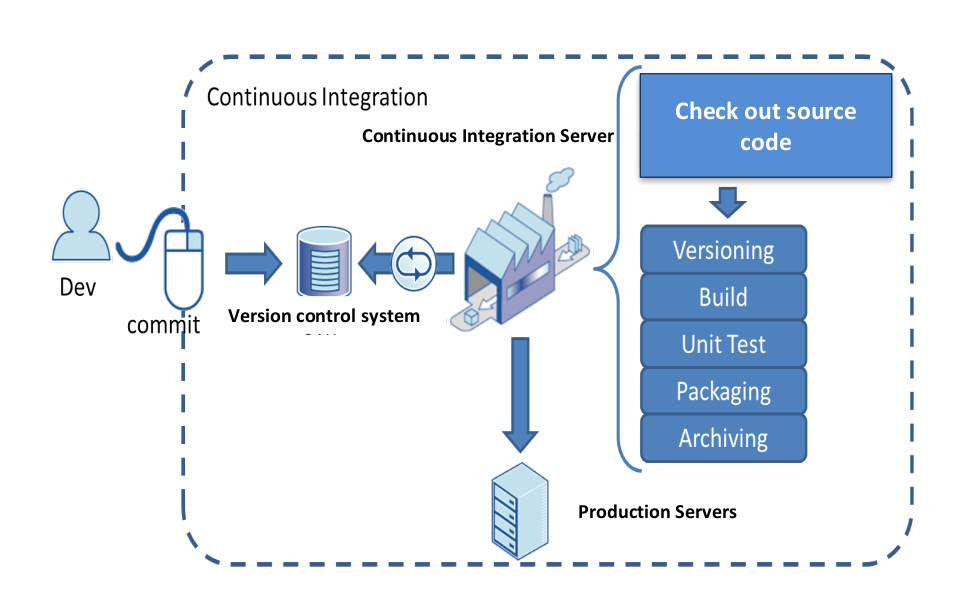 Continuous Integration
Continuous Integration Server
Check out source
code
Versioning
Build
Unit Test
Packaging
Archiving
Dev
commit
Version control system
Production Servers